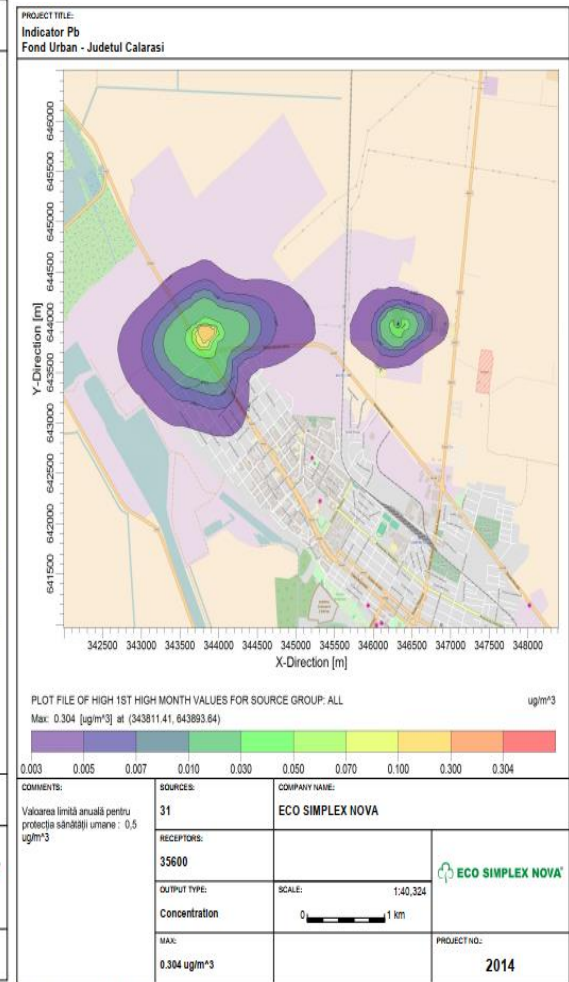 PROJECT TITLE:
Indicator Pb
Fond Urban - Judetul Calarasi
Y-Direction [m]
646000
645500
645000
644500
644000
643500
643000
642500
642000
641500
342500 343000 343500 344000 344500 345000 345500 346000 346500 347000 347500 348000
X-Direction [m]
PLOT FILE OF HIGH 1ST HIGH MONTH VALUES FOR SOURCE GROUP: ALL ug/m^3
Max: 0.304 [ug/m^3] at (343811.41, 643893.64)
0.003 0.005 0.007 0.010 0.030 0.050 0.070 0.100 0.300 0.304
COMMENTS:
Valoarea limită anuală pentru
protecția sănătății umane : 0,5
ug/m^3
SOURCES:
31
COMPANY NAME:
ECO SIMPLEX NOVA
RECEPTORS:
35600
OUTPUT TYPE:
Concentration
SCALE: 1:40,324
0 1 km
ECO SIMPLEX NOVA
MAX:
0.304 ug/m^3
PROJECT NO.:
2014